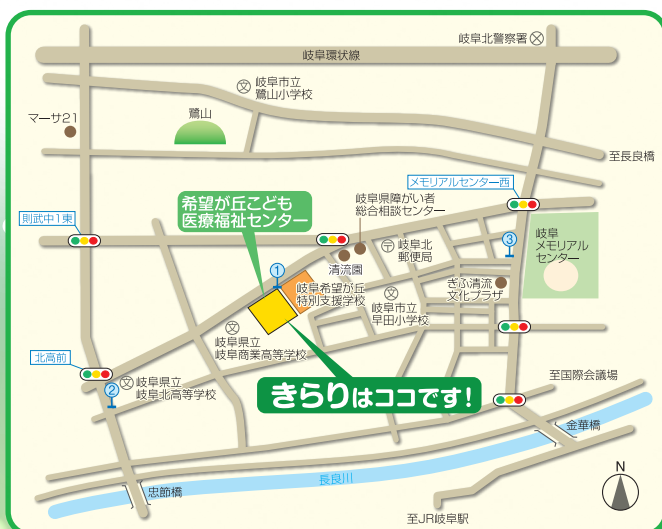 岐阜北警察署
岐阜環状線
岐阜市立
鷺山小学校
マーサ21
鷺山
至長良橋
メモリアルセンター西
希望が丘こども
医療福祉センター
岐阜県障がい者
総合相談センター
則武中1東
岐阜北
郵便局
3
岐阜
メモリアル
センター
清流園
1
岐阜希望が丘
特別支援学校
ぎふ清流
文化プラザ
岐阜市立
早田小学校
岐阜県立
岐阜商業高等学校
北高前
2
岐阜県立
岐阜北高等学校
きらりはココです!
至国際会議場
金華橋
長良川
忠節橋
N
至JR岐阜駅